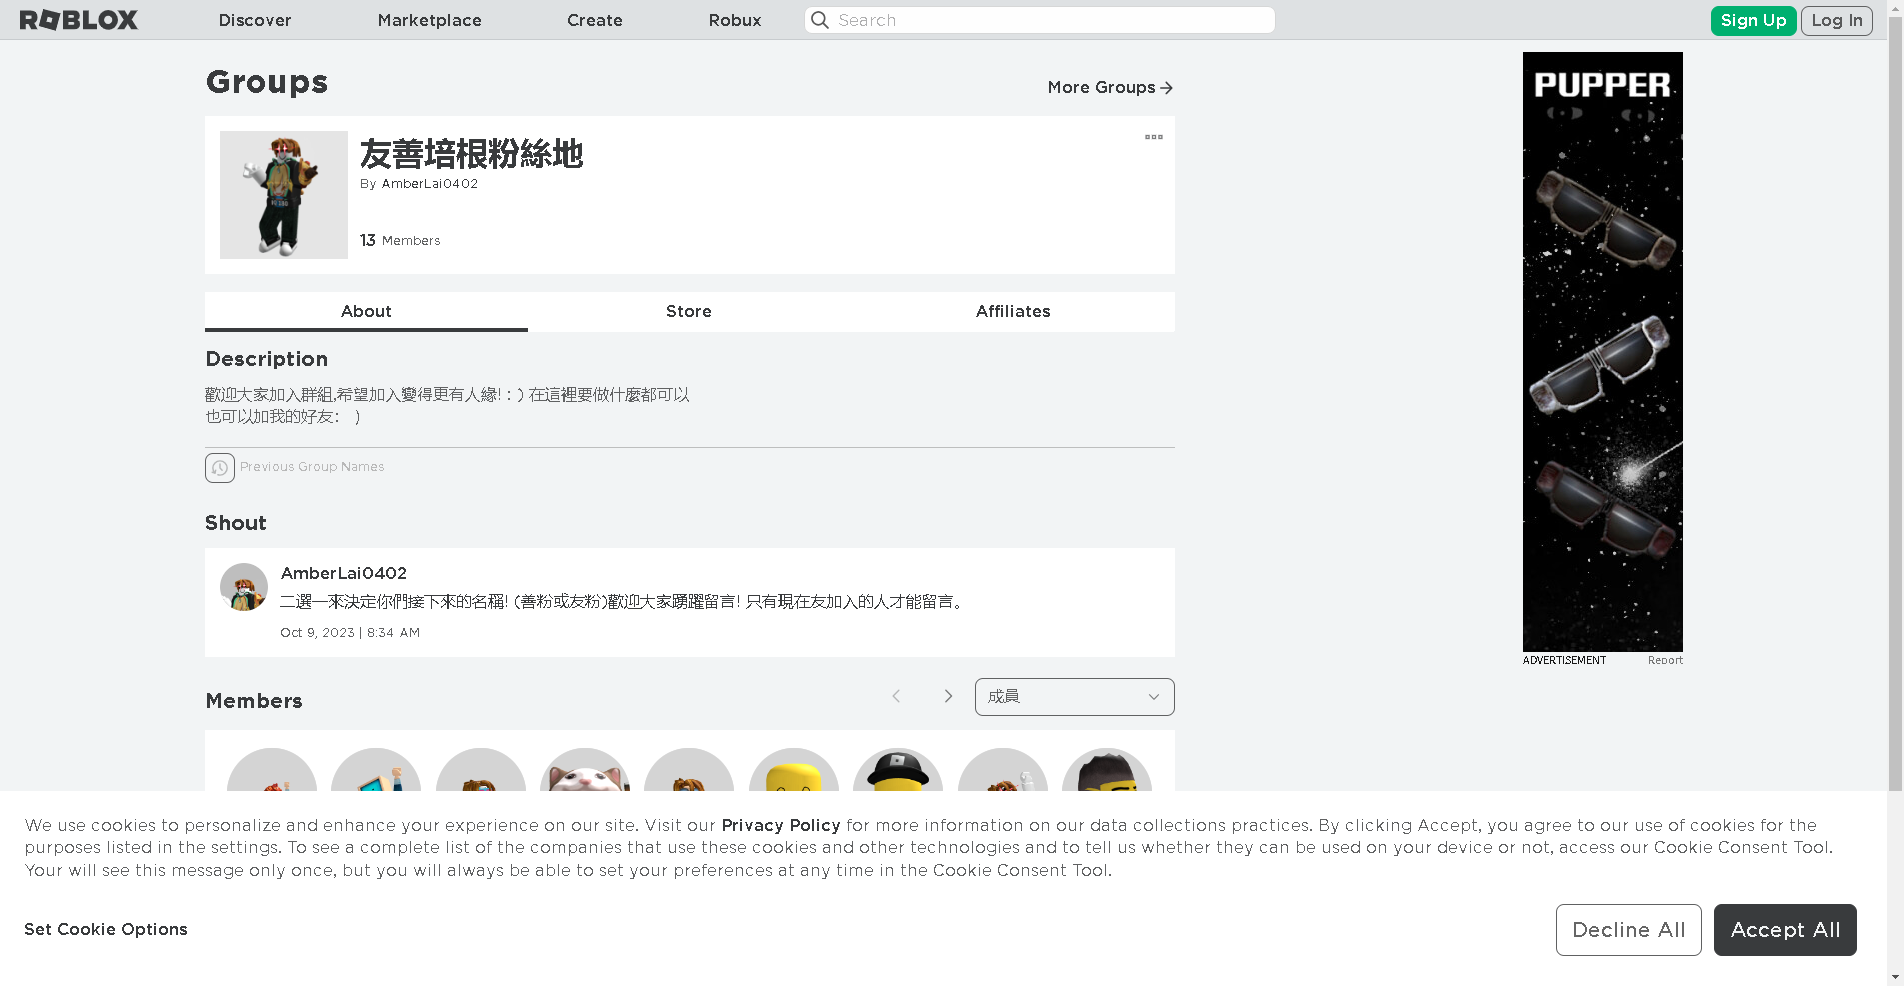 ROBLOX
Discover
Marketplace
Create
Robux
Search
Sign Up
Log In
Groups
More Groups
友善培根粉絲地
By AmberLai0402
13 Members
About
Store
Affiliates
Description
歡迎大家加入群組,希望加入變得更有人緣! : ) 在這裡要做什麼都可以
也可以加我的好友: )
Previous Group Names
Shout
AmberLai0402
二選一來決定你們接下來的名稱! (善粉或友粉)歡迎大家踴躍留言! 只有現在友加入的人才能留言。
Oct 9, 2023 | 8:34 AM
Members
成員
PUPPER
ADVERTISEMENT
Report
We use cookies to personalize and enhance your experience on our site. Visit our Privacy Policy for more information on our data collections practices. By clicking Accept, you agree to our use of cookies for the
purposes listed in the settings. To see a complete list of the companies that use these cookies and other technologies and to tell us whether they can be used on your device or not, access our Cookie Consent Tool.
Your will see this message only once, but you will always be able to set your preferences at any time in the Cookie Consent Tool.
Set Cookie Options
Decline All
Accept All